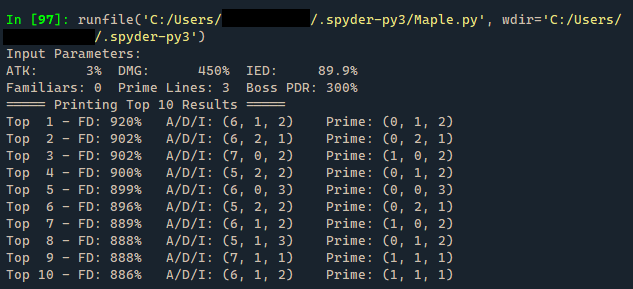 In [97]: runfile('C:/Users/ /.spyder-py3/Maple.py', wdir='C:/Users/
/.spyder-py3')
Input Parameters:
ATK: 3% DMG: 450% IED: 89.9%
Familiars: 0 Prime Lines: 3 Boss PDR: 300%
===== Printing Top 10 Results =====
Top 1 - FD: 920% A/D/I: (6, 1, 2) Prime: (0, 1, 2)
Top 2 - FD: 902% A/D/I: (6, 2, 1) Prime: (0, 2, 1)
Top 3 - FD: 902% A/D/I: (7, 0, 2) Prime: (1, 0, 2)
Top 4 - FD: 900% A/D/I: (5, 2, 2) Prime: (0, 1, 2)
Top 5 - FD: 899% A/D/I: (6, 0, 3) Prime: (0, 0, 3)
Top 6 - FD: 896% A/D/I: (5, 2, 2) Prime: (0, 2, 1)
Top 7 - FD: 889% A/D/I: (6, 1, 2) Prime: (1, 0, 2)
Top 8 - FD: 888% A/D/I: (5, 1, 3) Prime: (0, 1, 2)
Top 9 - FD: 888% A/D/I: (7, 1, 1) Prime: (1, 1, 1)
Top 10 - FD: 886% A/D/I: (6, 1, 2) Prime: (1, 1, 1)